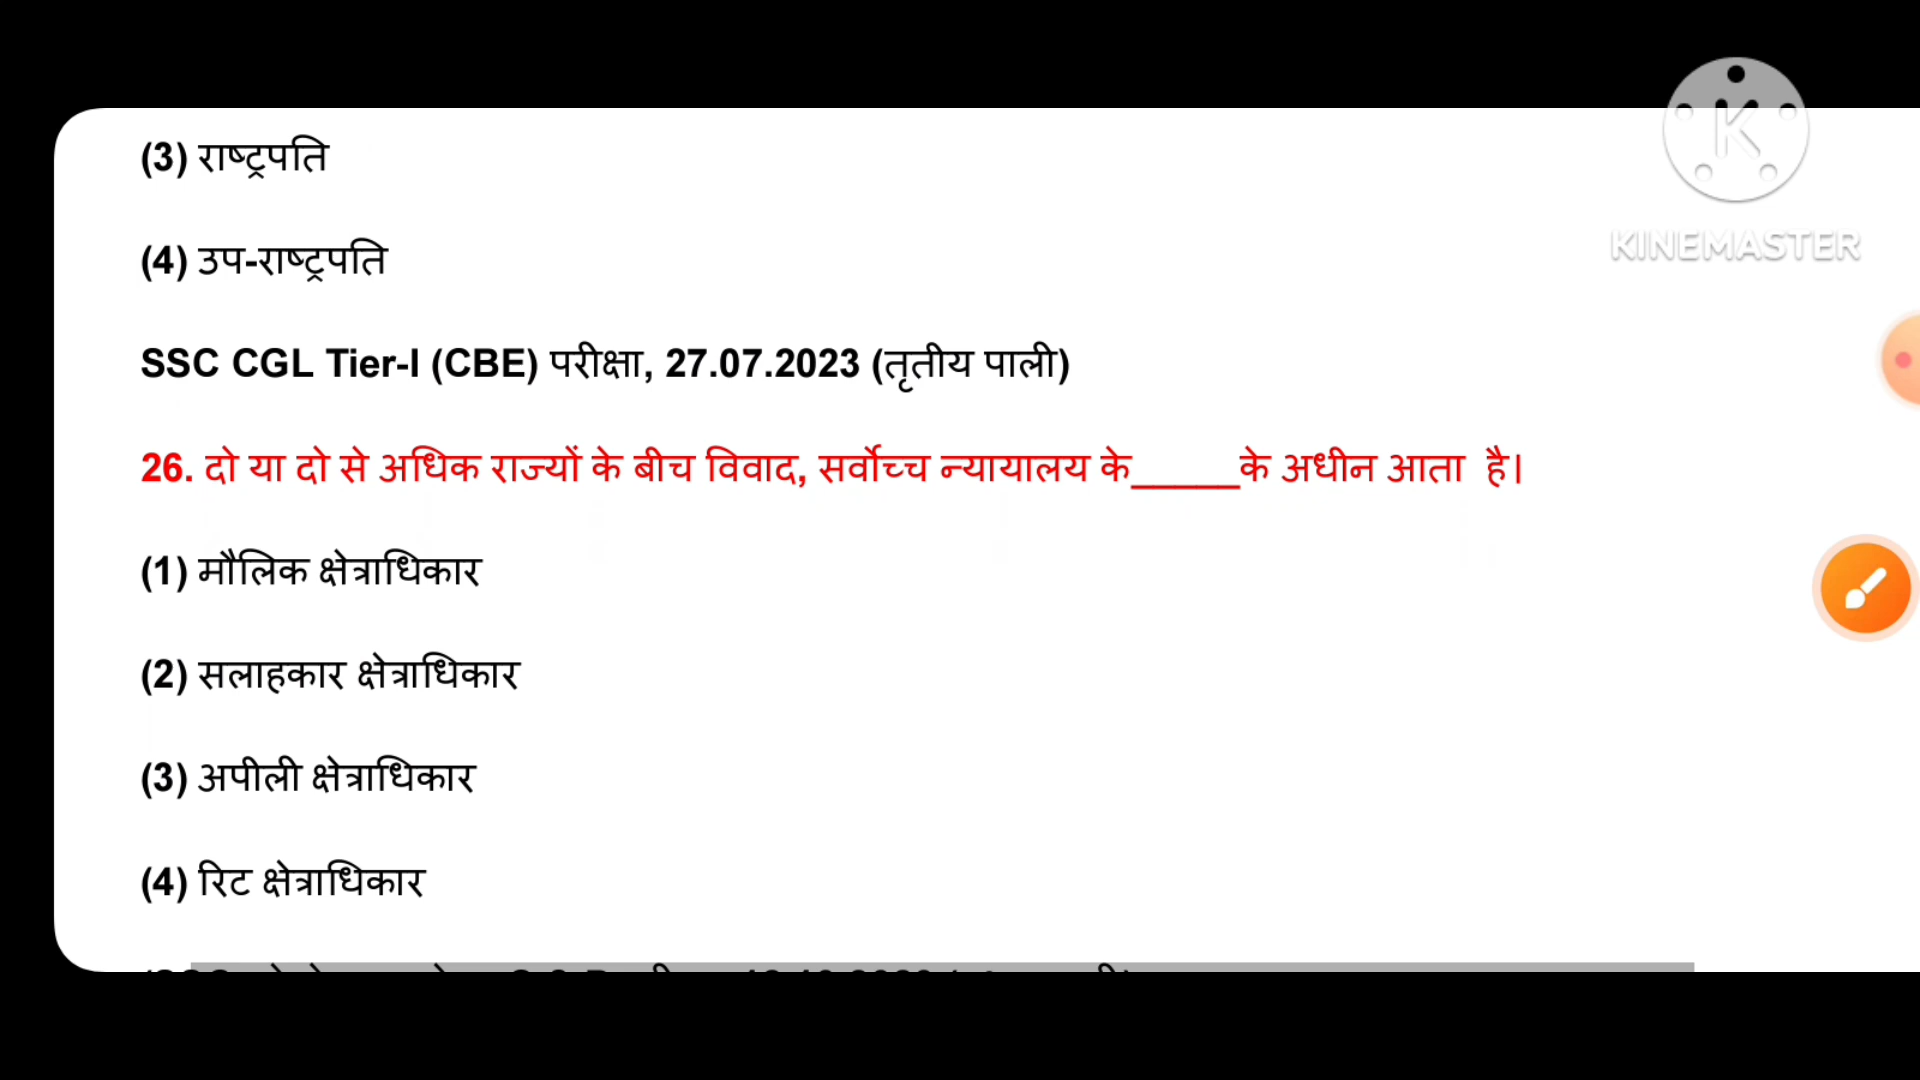 (3) राष्ट्रपति
KINEMASTER
(4) उप-राष्ट्रपति
SSC CGL Tier-I (CBE) परीक्षा, 27.07.2023 (तृतीय पाली)
26. दो या दो से अधिक राज्यों के बीच विवाद, सर्वोच्च न्यायालय के_____के अधीन आता है।
(1) मौलिक क्षेत्राधिकार
(2) सलाहकार क्षेत्राधिकार
(3) अपीली क्षेत्राधिकार
(4) रिट क्षेत्राधिकार